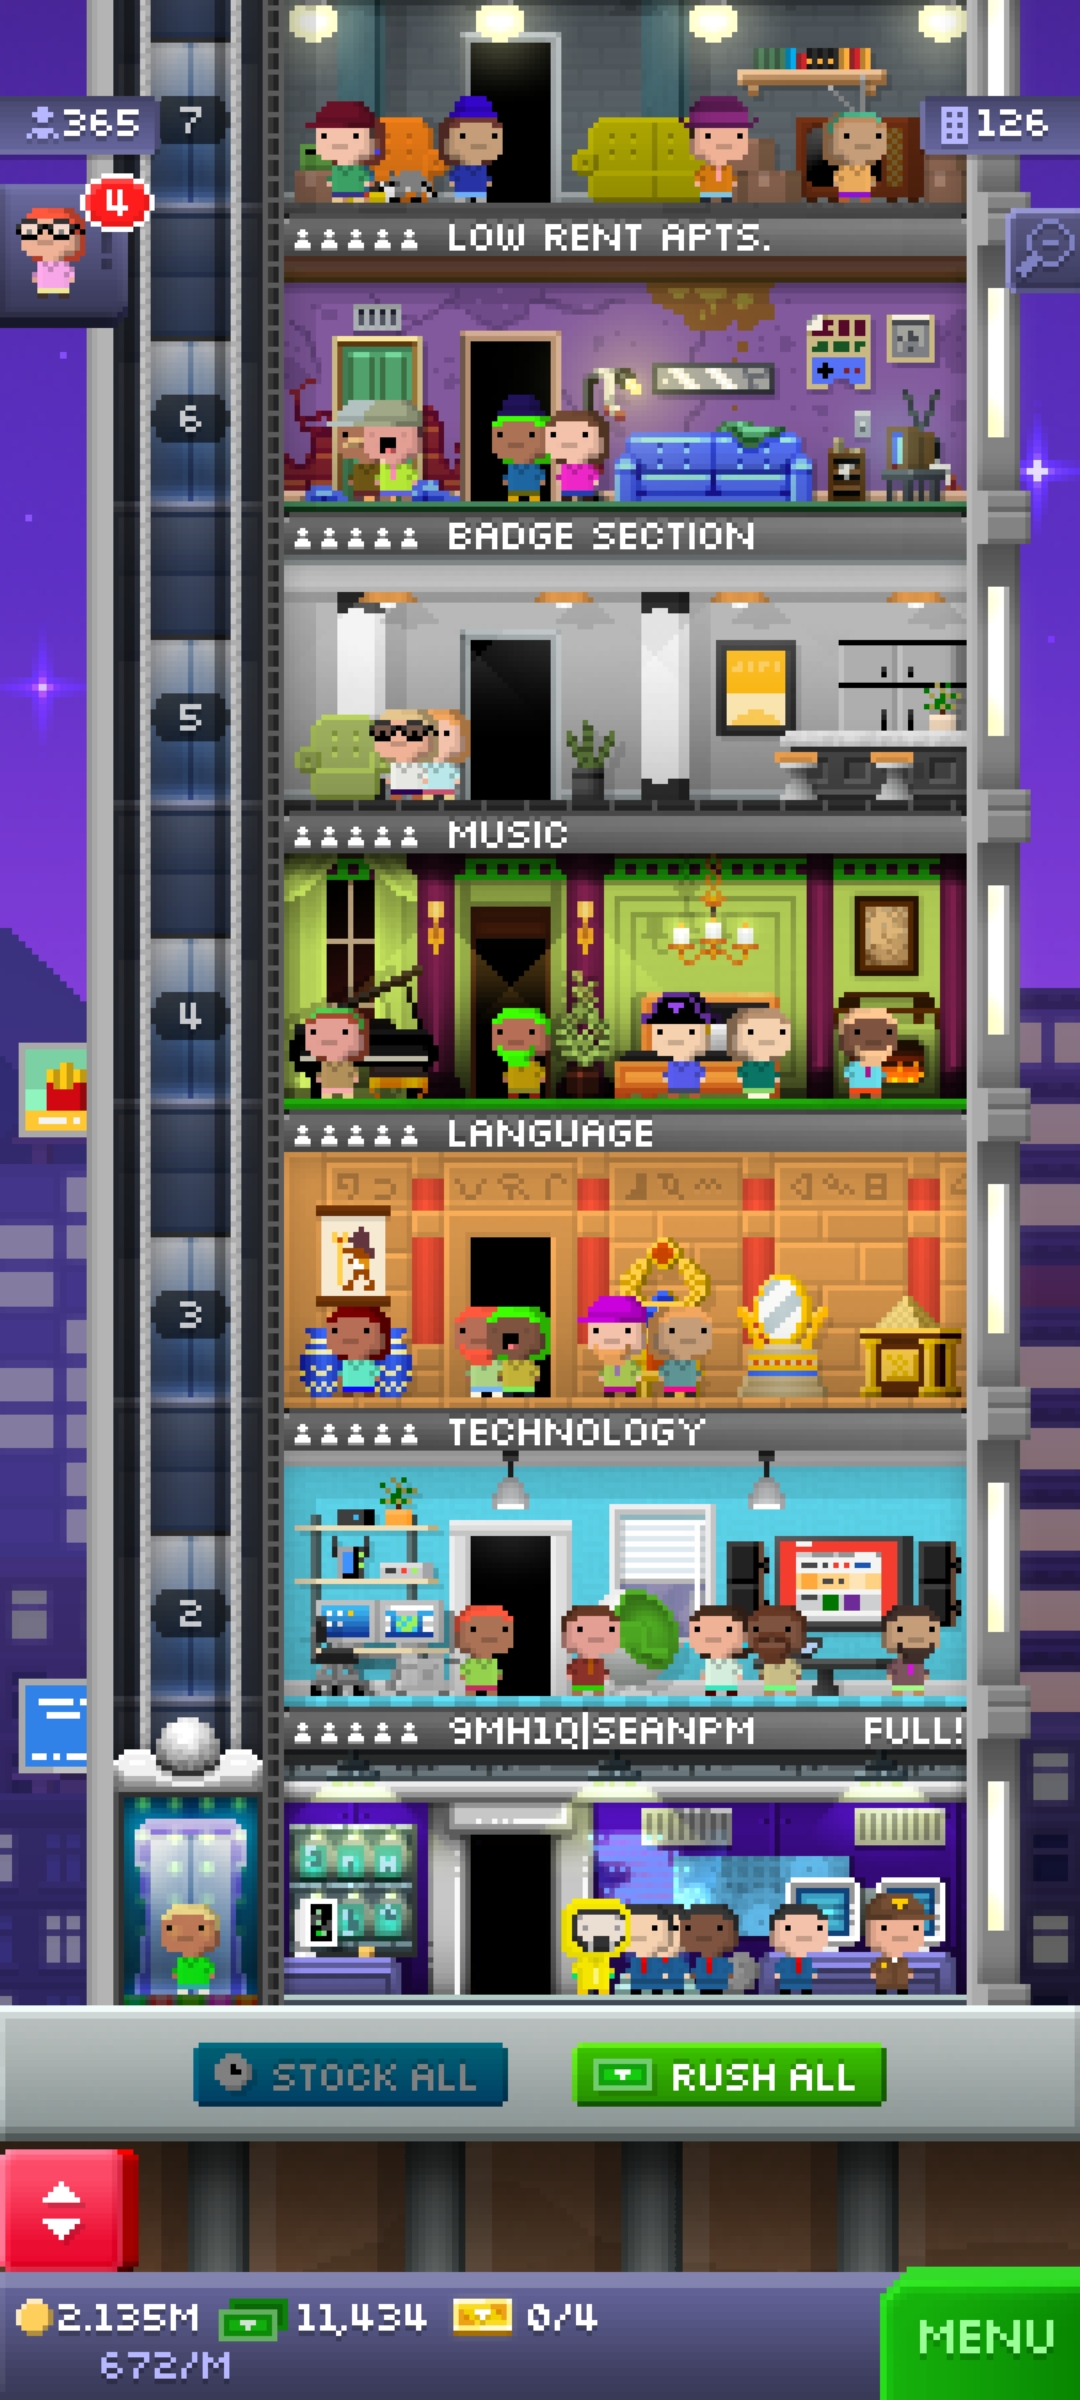 365
7
126
4
LOW RENT APTS.
6
BADGE SECTION
5
MUSIC
4
LANGUAGE
3
TECHNOLOGY
2
9MH1Q|SEANPM FULL!
STOCK ALL
RUSH ALL
2.135M
11,434
0/4
672/M
MENU